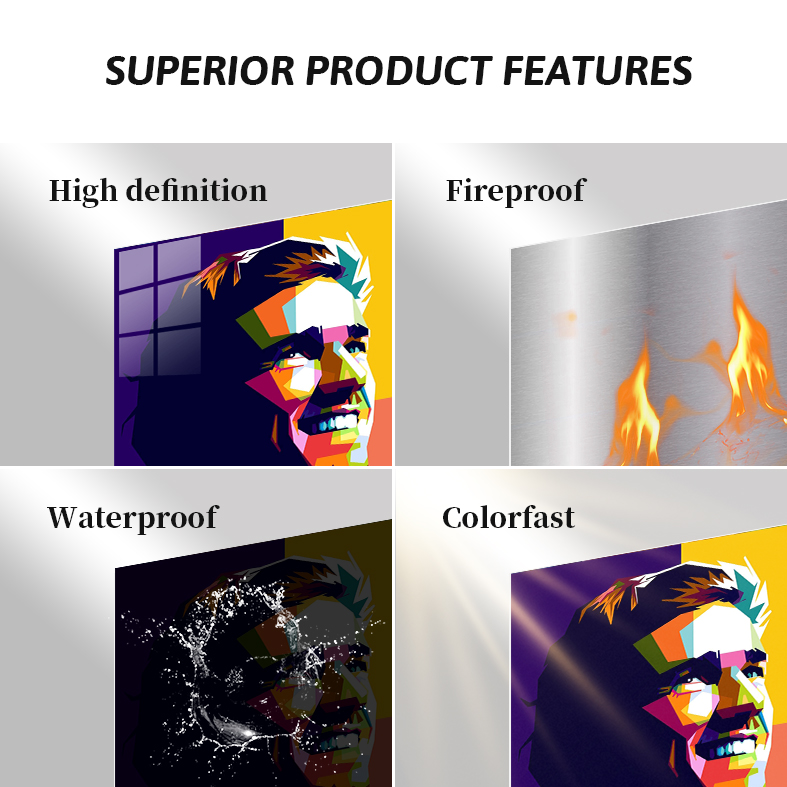 SUPERIOR PRODUCT FEATURES
High definition
Fireproof
Waterproof
Colorfast